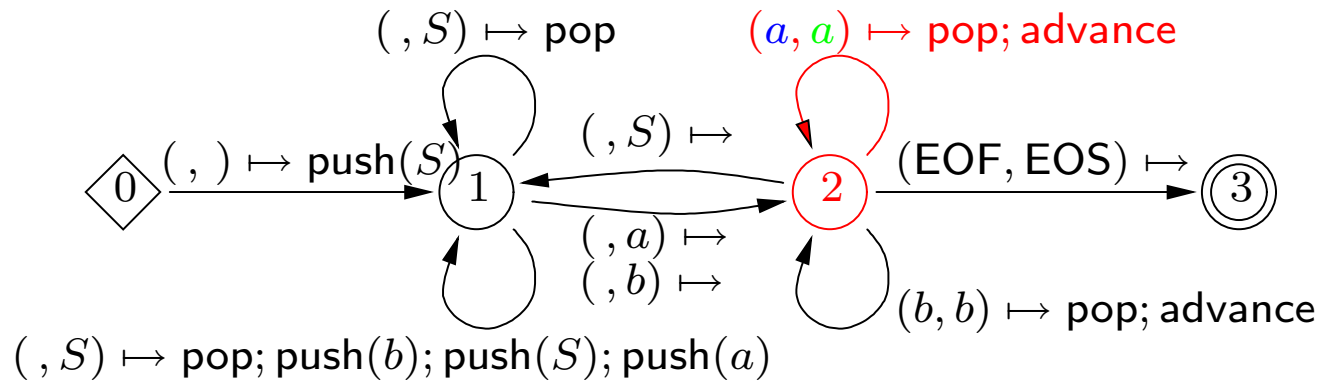 ( , S) ↦ pop
(a, a) ↦ pop; advance
( , S) ↦
( , ) ↦ push(S)
(EOF, EOS) ↦
0
1
2
3
( , a) ↦
( , b) ↦
(b, b) ↦ pop; advance
( , S) ↦ pop; push(b); push(S); push(a)